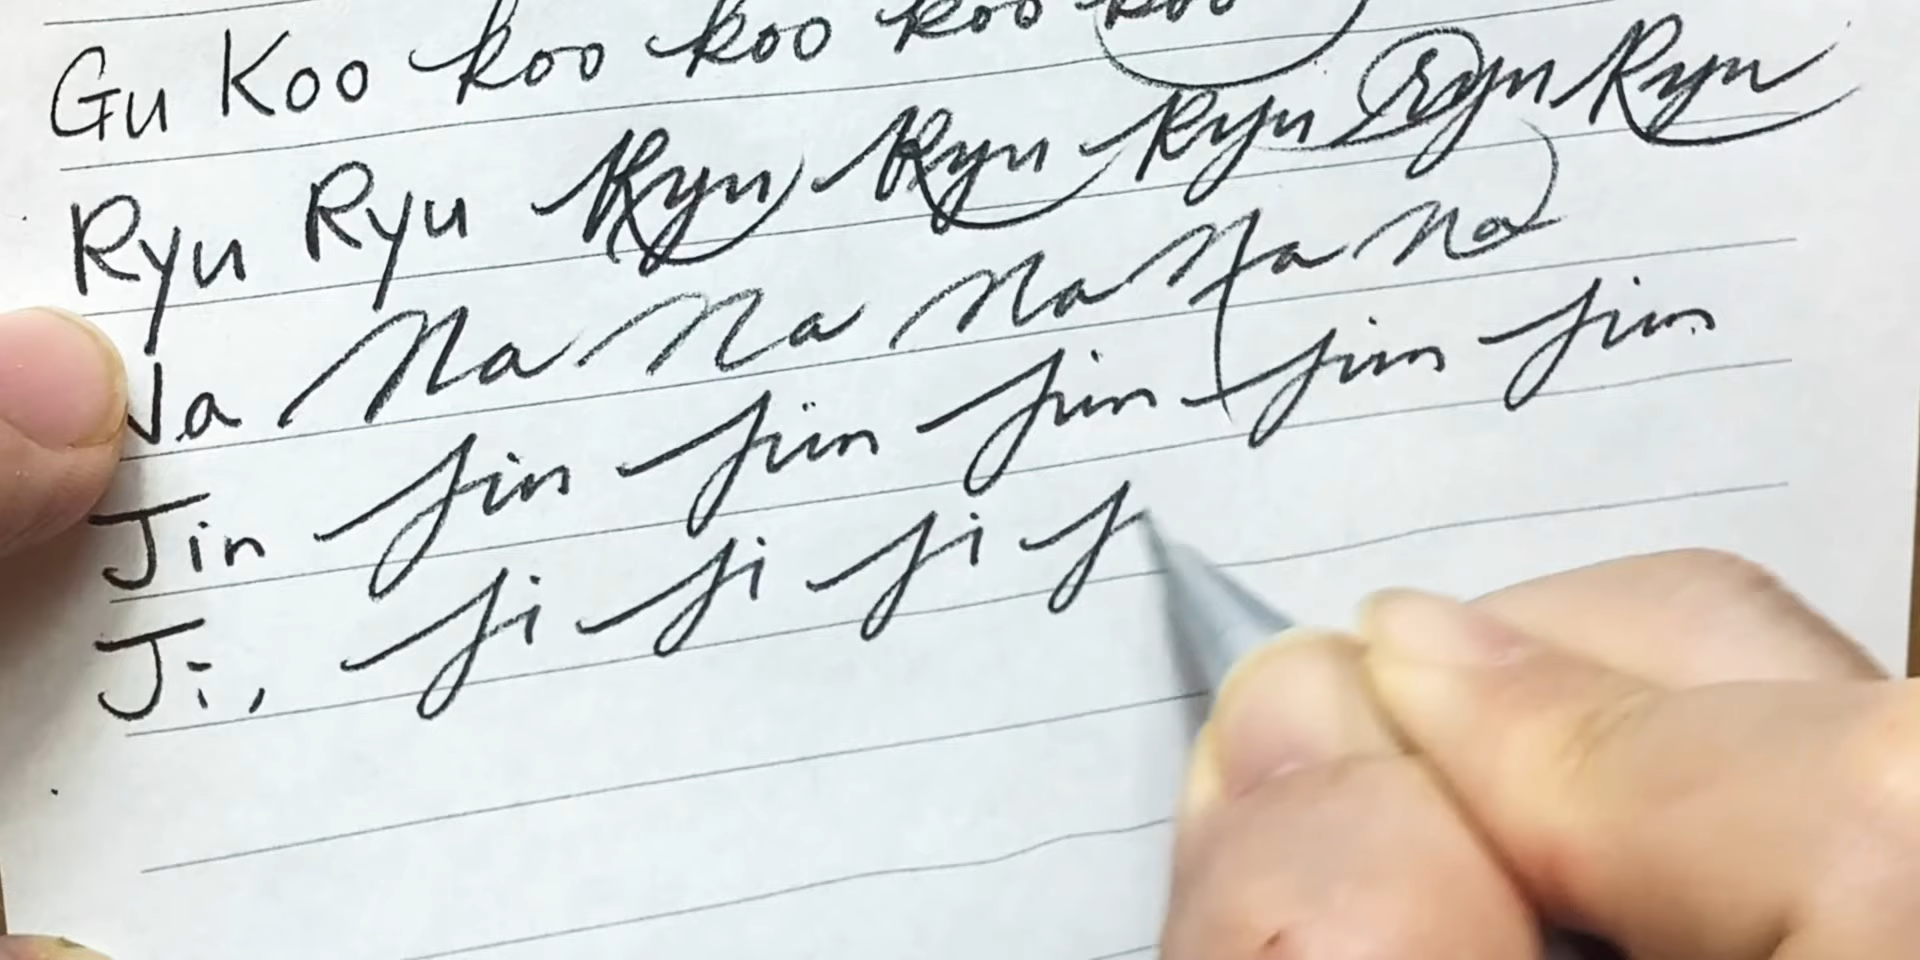 Gu Koo koo koo koo koo
Ryu Ryu Ryu Ryu Ryu Ryu Ryu
Na Na Na Na Na Na
Jin Jin Jin Jin Jin Jin
Ji, Ji Ji Ji J